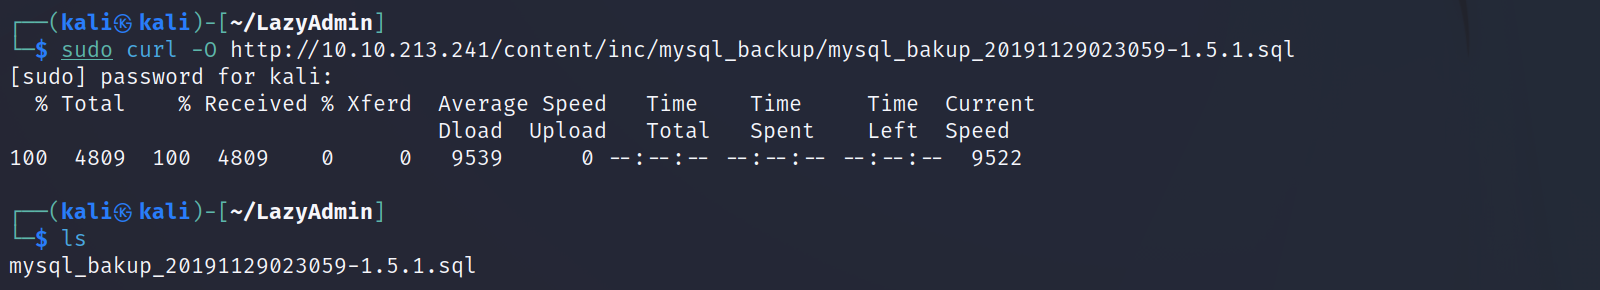 ┌──(kali㉿kali)-[~/LazyAdmin]
└─$ sudo curl -O http://10.10.213.241/content/inc/mysql_backup/mysql_bakup_20191129023059-1.5.1.sql
[sudo] password for kali:
  % Total    % Received % Xferd  Average Speed   Time    Time     Time  Current
                                 Dload  Upload   Total   Spent    Left  Speed
100  4809  100  4809    0     0   9539      0 --:--:-- --:--:-- --:--:--  9522
┌──(kali㉿kali)-[~/LazyAdmin]
└─$ ls
mysql_bakup_20191129023059-1.5.1.sql